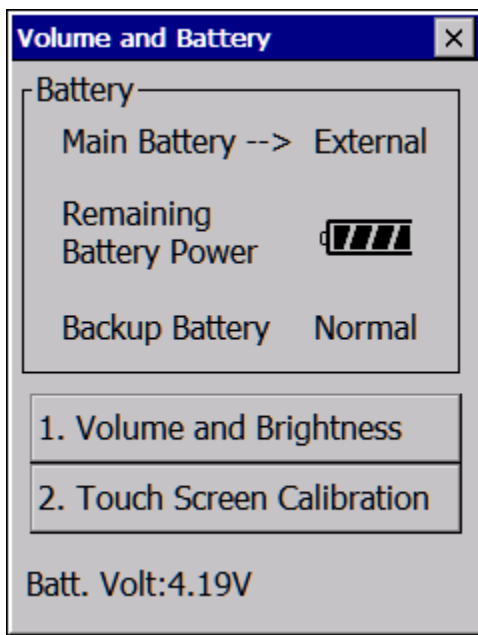 Volume and Battery
Battery
Main Battery --> External
Remaining
Battery Power
Backup Battery Normal
1. Volume and Brightness
2. Touch Screen Calibration
Batt. Volt:4.19V